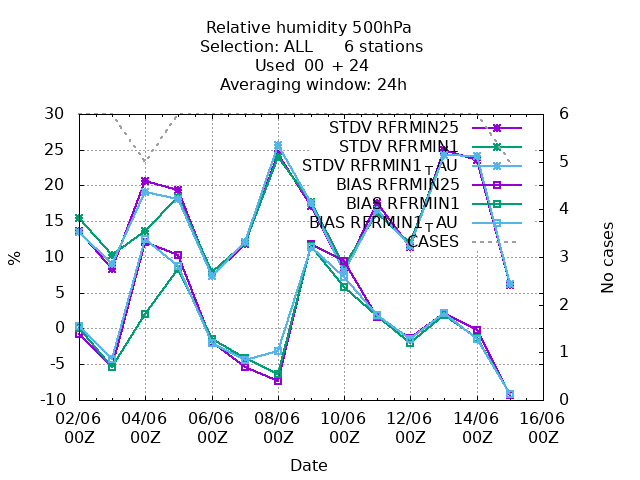 Relative humidity 500hPa
Selection: ALL 6 stations
Used 00 + 24
Averaging window: 24h
30
25
20
15
10
5
0
-5
-10
%
6
5
4
3
2
1
0
No cases
STDV RFRMIN25
STDV RFRMIN1
STDV RFRMIN1TAU
BIAS RFRMIN25
BIAS RFRMIN1
BIAS RFRMIN1TAU
CASES
02/06 04/06 06/06 08/06 10/06 12/06 14/06 16/06
00Z 00Z 00Z 00Z 00Z 00Z 00Z 00Z
Date